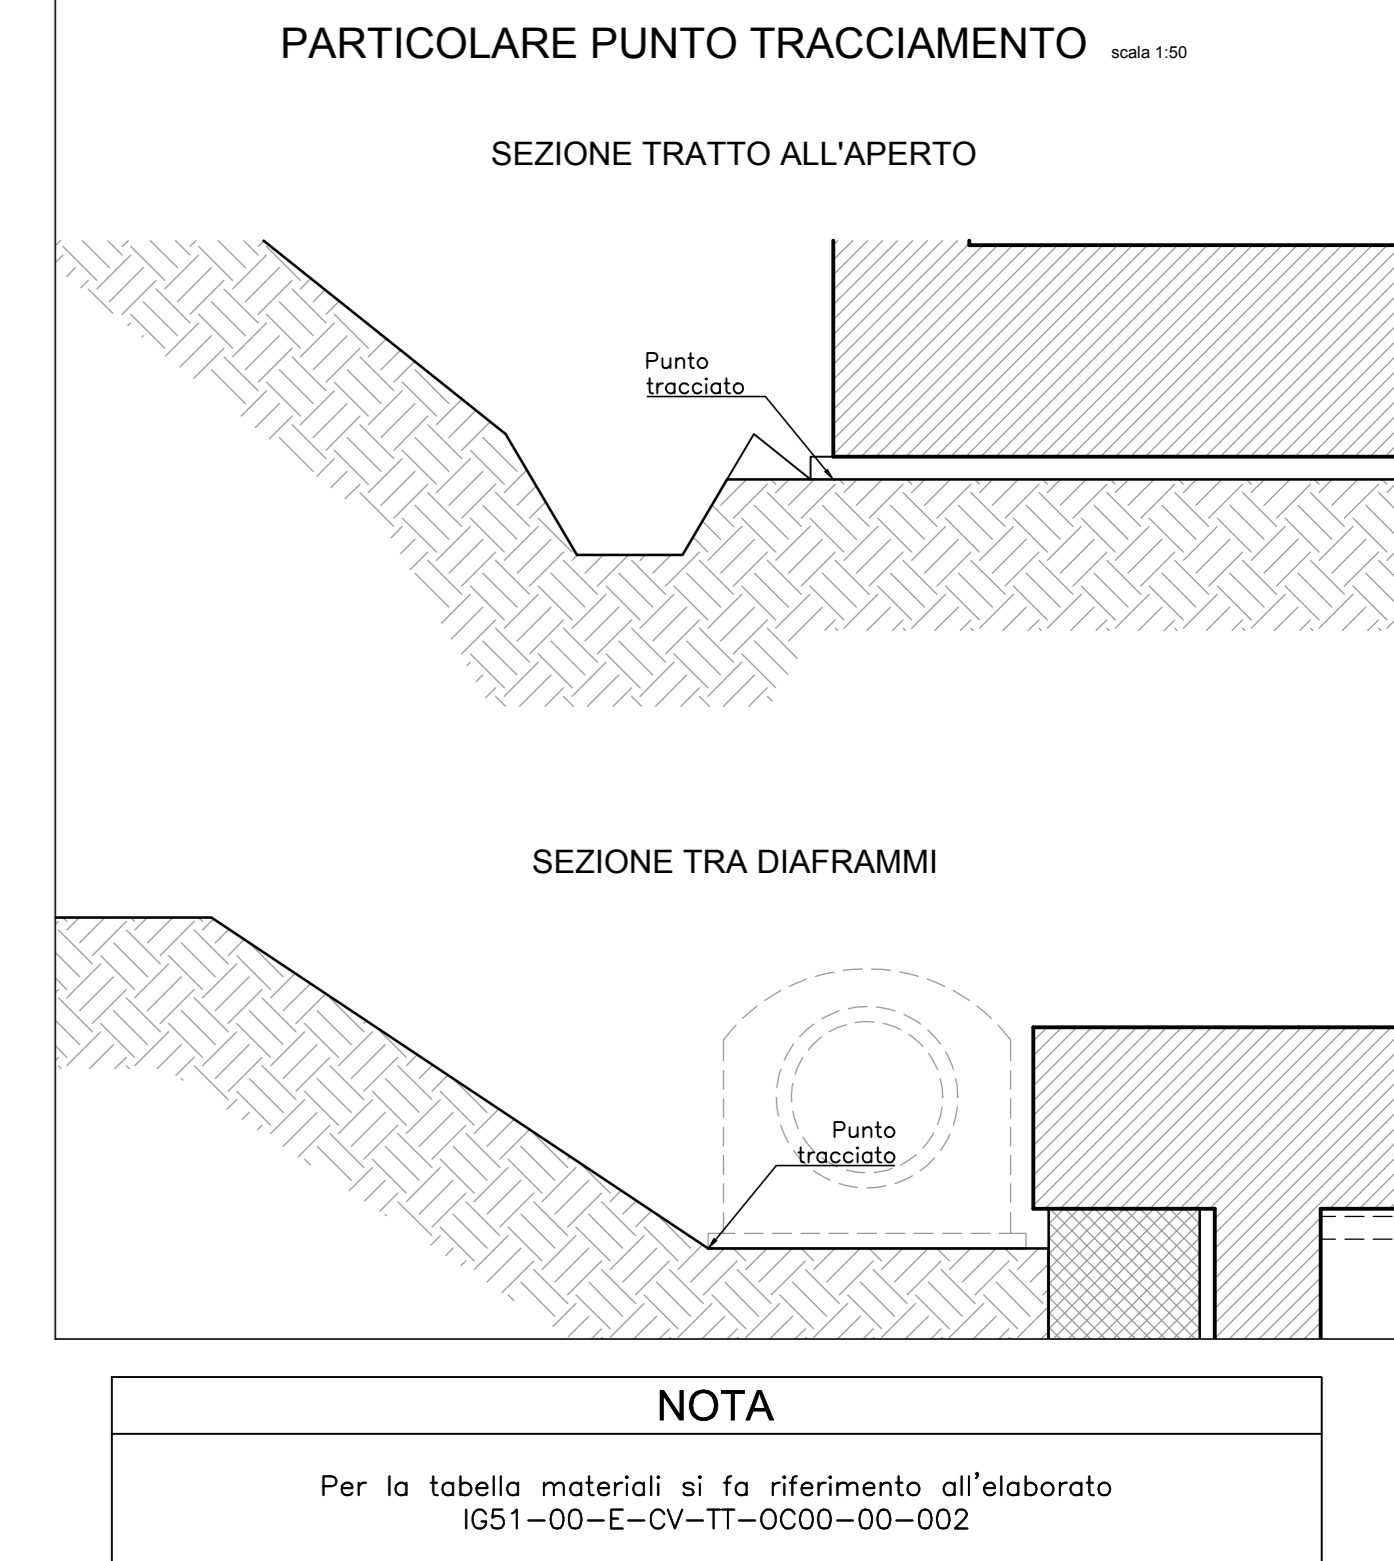 PARTICOLARE PUNTO TRACCIAMENTO scala 1:50
SEZIONE TRATTO ALL'APERTO
Punto
tracciato
SEZIONE TRA DIAFRAMMI
Punto
tracciato
NOTA
Per la tabella materiali si fa riferimento all'elaborato
IG51-00-E-CV-TT-OC00-00-002